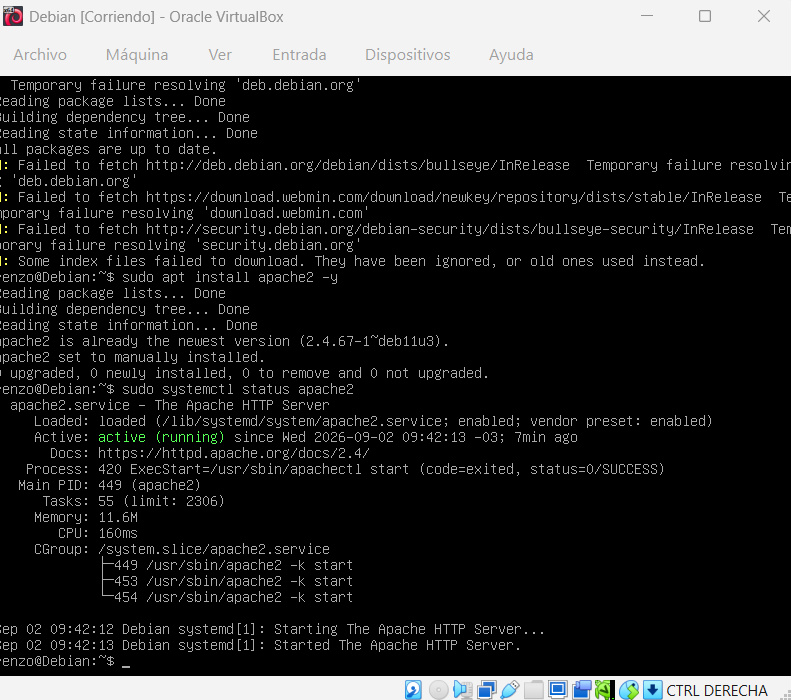 Debian [Corriendo] - Oracle VirtualBox
Archivo Máquina Ver Entrada Dispositivos Ayuda
Temporary failure resolving 'deb.debian.org'
eading package lists... Done
uilding dependency tree... Done
eading state information... Done
ll packages are up to date.
: Failed to fetch http://deb.debian.org/debian/dists/bullseye/InRelease  Temporary failure resolvin
 'deb.debian.org'
: Failed to fetch https://download.webmin.com/download/newkey/repository/dists/stable/InRelease  Te
porary failure resolving 'download.webmin.com'
: Failed to fetch http://security.debian.org/debian-security/dists/bullseye-security/InRelease  Tem
orary failure resolving 'security.debian.org'
: Some index files failed to download. They have been ignored, or old ones used instead.
enzo@Debian:~$ sudo apt install apache2 -y
eading package lists... Done
uilding dependency tree... Done
eading state information... Done
pache2 is already the newest version (2.4.67-1~deb11u3).
pache2 set to manually installed.
 upgraded, 0 newly installed, 0 to remove and 0 not upgraded.
enzo@Debian:~$ sudo systemctl status apache2
 apache2.service - The Apache HTTP Server
Loaded: loaded (/lib/systemd/system/apache2.service; enabled; vendor preset: enabled)
Active: active (running) since Wed 2026-09-02 09:42:13 -03; 7min ago
Docs: https://httpd.apache.org/docs/2.4/
Process: 420 ExecStart=/usr/sbin/apachectl start (code=exited, status=0/SUCCESS)
Main PID: 449 (apache2)
Tasks: 55 (limit: 2306)
Memory: 11.6M
CPU: 160ms
CGroup: /system.slice/apache2.service
├─449 /usr/sbin/apache2 -k start
├─453 /usr/sbin/apache2 -k start
└─454 /usr/sbin/apache2 -k start
ep 02 09:42:12 Debian systemd[1]: Starting The Apache HTTP Server...
ep 02 09:42:13 Debian systemd[1]: Started The Apache HTTP Server.
enzo@Debian:~$ _
CTRL DERECHA